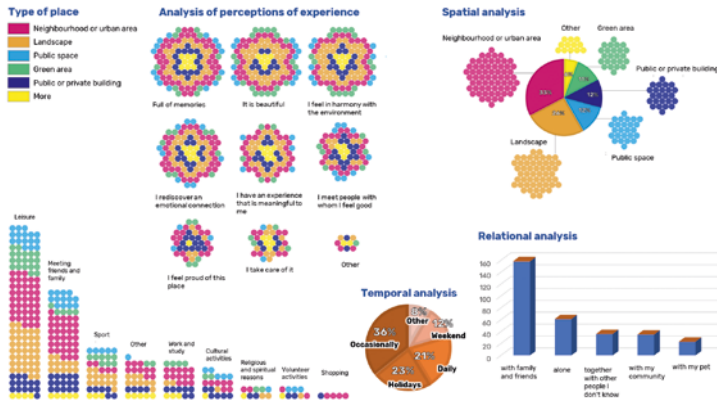 Type of place
Neighbourhood or urban area
Landscape
Public space
Green area
Public or private building
More
Analysis of perceptions of experience
Full of memories
It is beautiful
I feel in harmony with
the environment
I rediscover an
emotional connection
I have an experience
that is meaningful to
me
I meet people with
whom I feel good
I feel proud of this
place
I take care of it
Other
Leisure
Meeting
friends and
family
Sport
Other
Work and
study
Cultural
activities
Religious
and spiritual
reasons
Volunteer
activities
Shopping
Spatial analysis
Neighbourhood or urban area
Other
Green area
Public or private building
12%
Landscape
Public space
Temporal analysis
36%
Occasionally
8%
Other
12%
Weekend
21%
Daily
23%
Holidays
Relational analysis
160
140
120
100
80
60
40
20
0
with family
and friends
alone
together
with other
people I
don't know
with my
community
with my pet